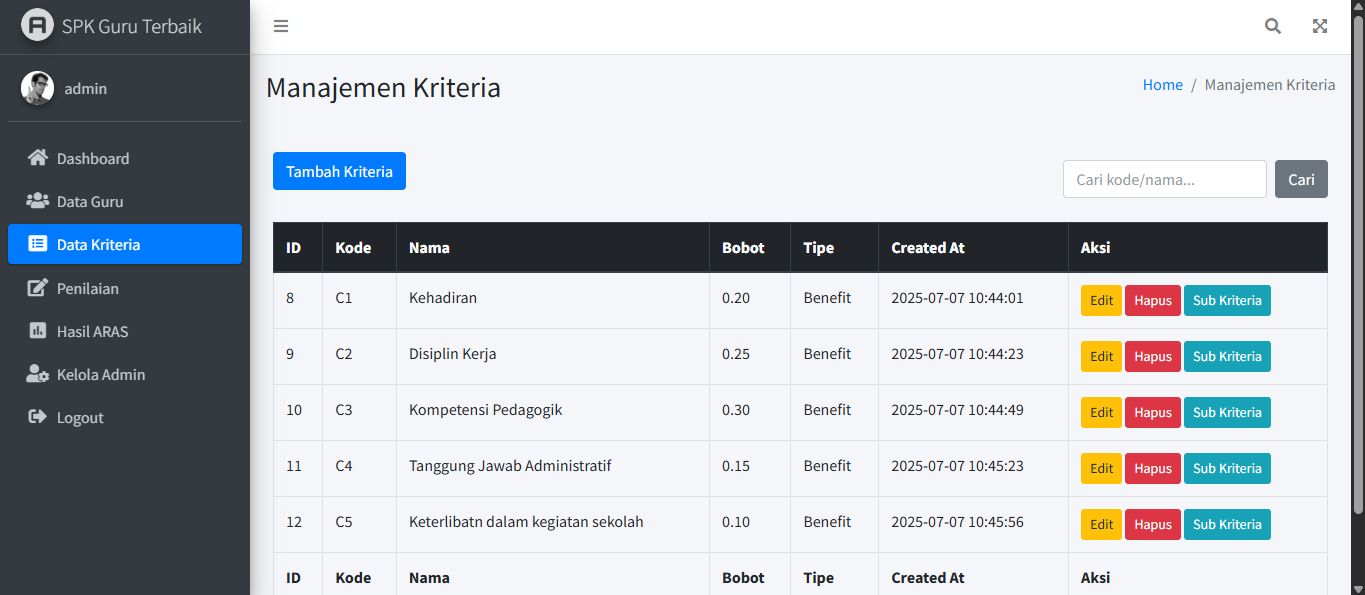 SPK Guru Terbaik
admin
Dashboard
Data Guru
Data Kriteria
Penilaian
Hasil ARAS
Kelola Admin
Logout
Manajemen Kriteria
Home / Manajemen Kriteria
Tambah Kriteria
Cari kode/nama... Cari
ID Kode Nama Bobot Tipe Created At Aksi
8 C1 Kehadiran 0.20 Benefit 2025-07-07 10:44:01 Edit Hapus Sub Kriteria
9 C2 Disiplin Kerja 0.25 Benefit 2025-07-07 10:44:23 Edit Hapus Sub Kriteria
10 C3 Kompetensi Pedagogik 0.30 Benefit 2025-07-07 10:44:49 Edit Hapus Sub Kriteria
11 C4 Tanggung Jawab Administratif 0.15 Benefit 2025-07-07 10:45:23 Edit Hapus Sub Kriteria
12 C5 Keterlibatn dalam kegiatan sekolah 0.10 Benefit 2025-07-07 10:45:56 Edit Hapus Sub Kriteria
ID Kode Nama Bobot Tipe Created At Aksi